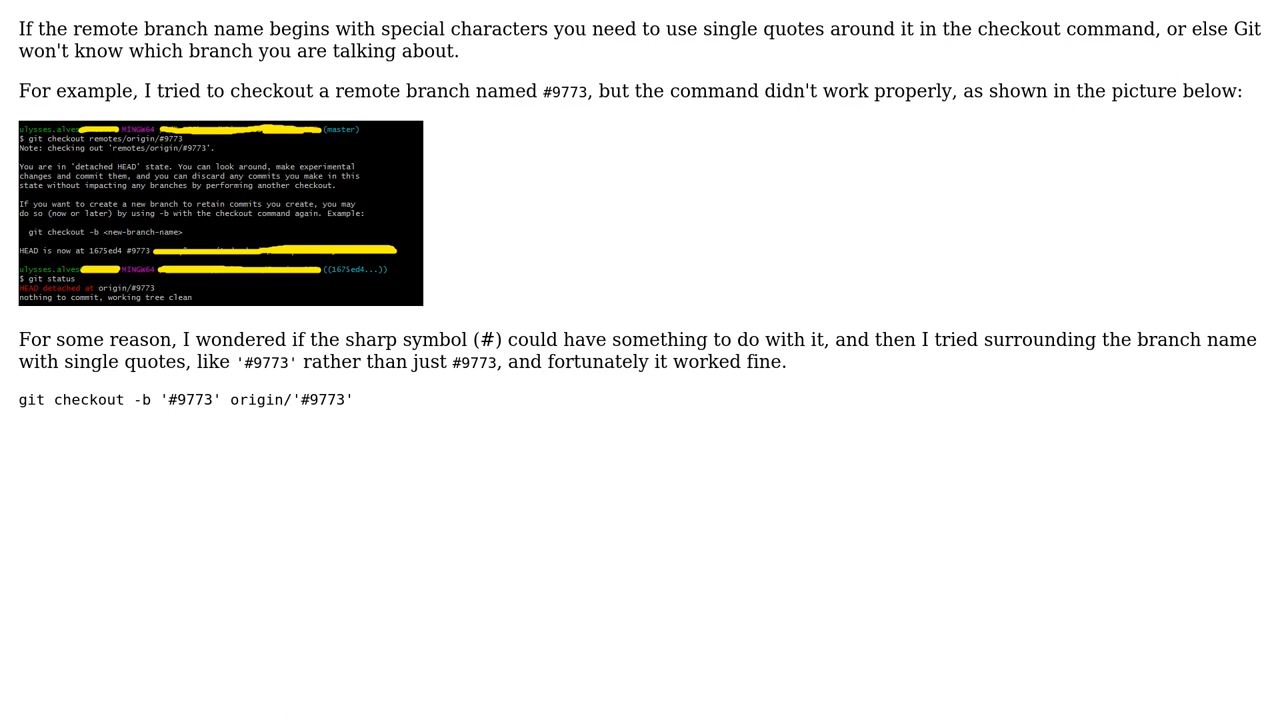 If the remote branch name begins with special characters you need to use single quotes around it in the checkout command, or else Git
won't know which branch you are talking about.
For example, I tried to checkout a remote branch named #9773, but the command didn't work properly, as shown in the picture below:
ulysses.alves MINGW64 (master)
$ git checkout remotes/origin/#9773
Note: checking out 'remotes/origin/#9773'.
You are in 'detached HEAD' state. You can look around, make experimental
changes and commit them, and you can discard any commits you make in this
state without impacting any branches by performing another checkout.
If you want to create a new branch to retain commits you create, you may
do so (now or later) by using -b with the checkout command again. Example:
git checkout -b <new-branch-name>
HEAD is now at 1675ed4 #9773
ulysses.alves MINGW64 ((1675ed4...))
$ git status
HEAD detached at origin/#9773
nothing to commit, working tree clean
For some reason, I wondered if the sharp symbol (#) could have something to do with it, and then I tried surrounding the branch name
with single quotes, like '#9773' rather than just #9773, and fortunately it worked fine.
git checkout -b '#9773' origin/'#9773'